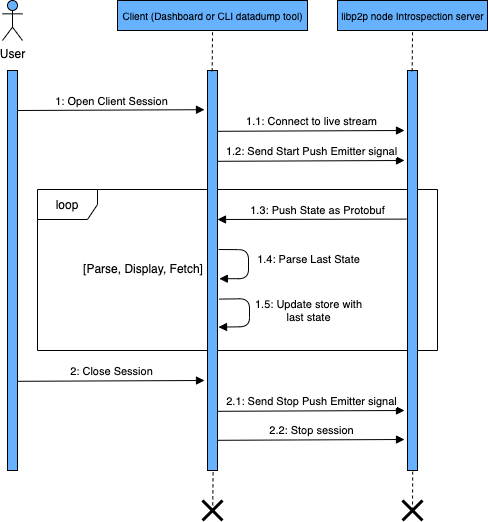 Client (Dashboard or CLI datadump tool)
libp2p node Introspection server
User
1: Open Client Session
1.1: Connect to live stream
1.2: Send Start Push Emitter signal
loop
1.3: Push State as Protobuf
[Parse, Display, Fetch]
1.4: Parse Last State
1.5: Update store with
last state
2: Close Session
2.1: Send Stop Push Emitter signal
2.2: Stop session